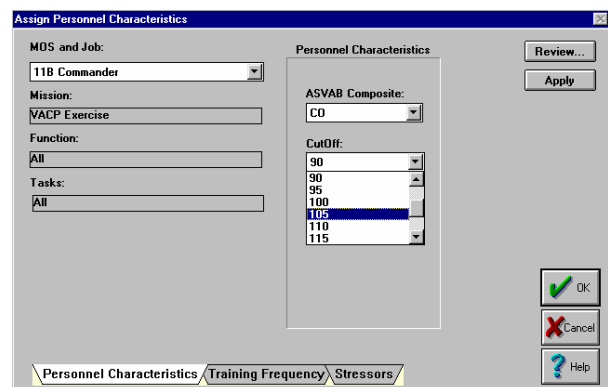 Assign Personnel Characteristics
MOS and Job:
11B Commander
Mission:
VACP Exercise
Function:
All
Tasks:
All
Personnel Characteristics
ASVAB Composite:
CO
CutOff:
90
90
95
100
105
110
115
Review...
Apply
OK
Cancel
Help
Personnel Characteristics
Training Frequency
Stressors